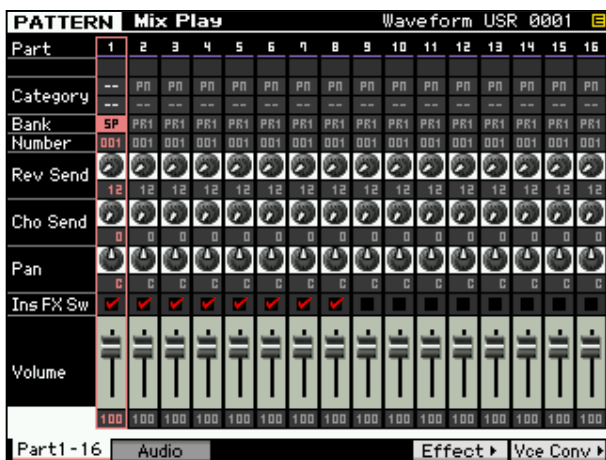 PATTERN Mix Play Waveform USR 0001
Part 1 2 3 4 5 6 7 8 9 10 11 12 13 14 15 16
-- Pn Pn Pn Pn Pn Pn Pn Pn Pn Pn Pn Pn Pn Pn Pn
Category
-- -- -- -- -- -- -- -- -- -- -- -- -- -- -- --
Bank SP PR1 PR1 PR1 PR1 PR1 PR1 PR1 PR1 PR1 PR1 PR1 PR1 PR1 PR1 PR1
Number 001 001 001 001 001 001 001 001 001 001 001 001 001 001 001 001
Rev Send
12 12 12 12 12 12 12 12 12 12 12 12 12 12 12 12
Cho Send
0 0 0 0 0 0 0 0 0 0 0 0 0 0 0 0
Pan
C C C C C C C C C C C C C C C C
Ins FX Sw
Volume
100 100 100 100 100 100 100 100 100 100 100 100 100 100 100 100
Part1-16 Audio Effect Vce Conv